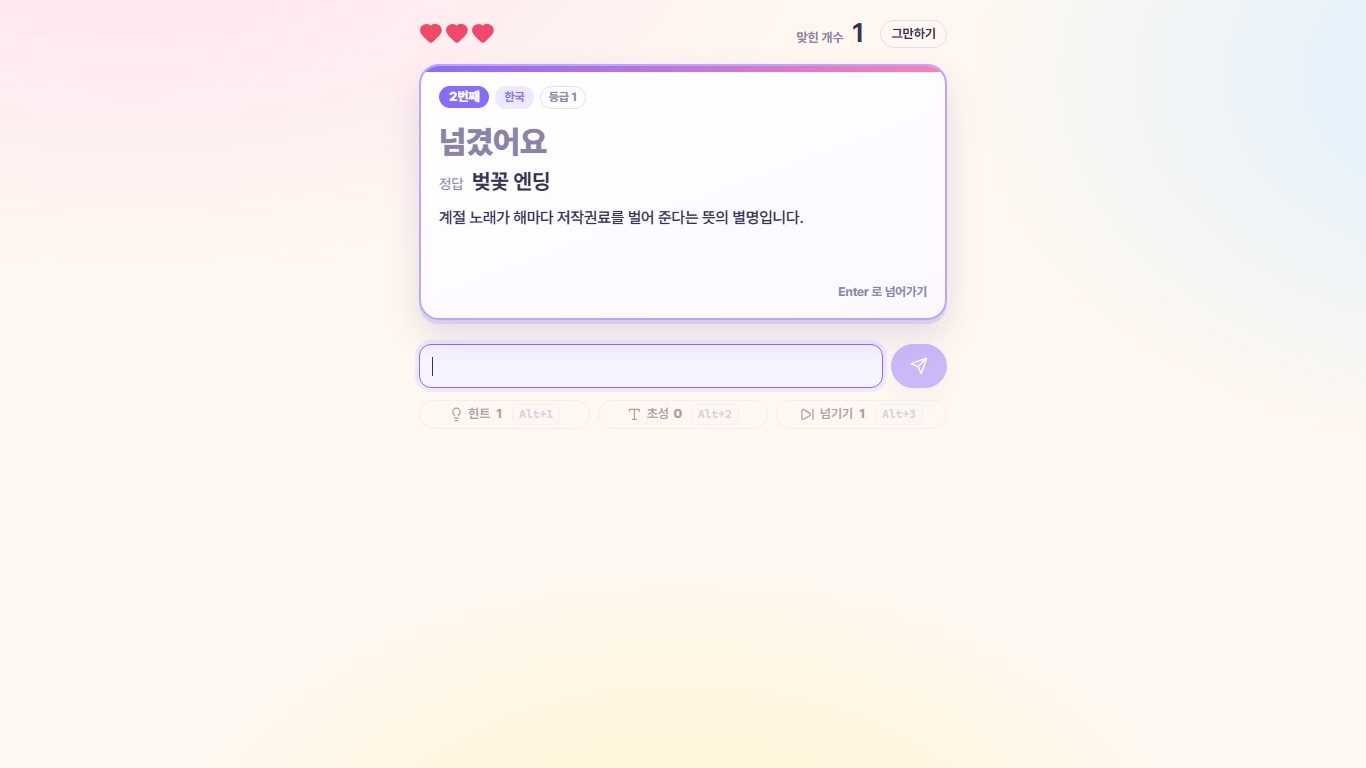 맞힌 개수 1 그만하기
2번째 한국 등급 1
넘겼어요
정답 벚꽃 엔딩
계절 노래가 해마다 저작권료를 벌어 준다는 뜻의 별명입니다.
Enter 로 넘어가기
힌트 1 Alt+1 초성 0 Alt+2 넘기기 1 Alt+3